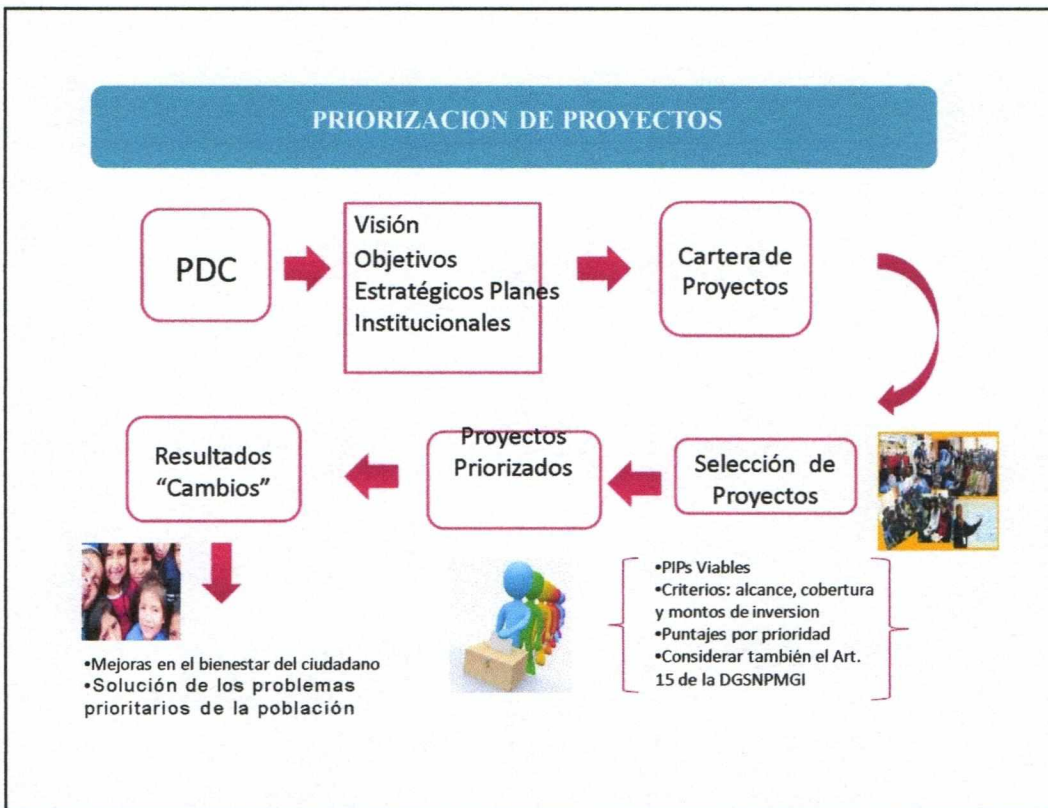 PRIORIZACION DE PROYECTOS
PDC
Visión
Objetivos
Estratégicos Planes
Institucionales
Cartera de
Proyectos
Resultados
“Cambios”
Proyectos
Priorizados
Selección de
Proyectos
•Mejoras en el bienestar del ciudadano
•Solución de los problemas
prioritarios de la población
•PIPs Viables
•Criterios: alcance, cobertura
y montos de inversion
•Puntajes por prioridad
•Considerar también el Art.
15 de la DGSNPMGI